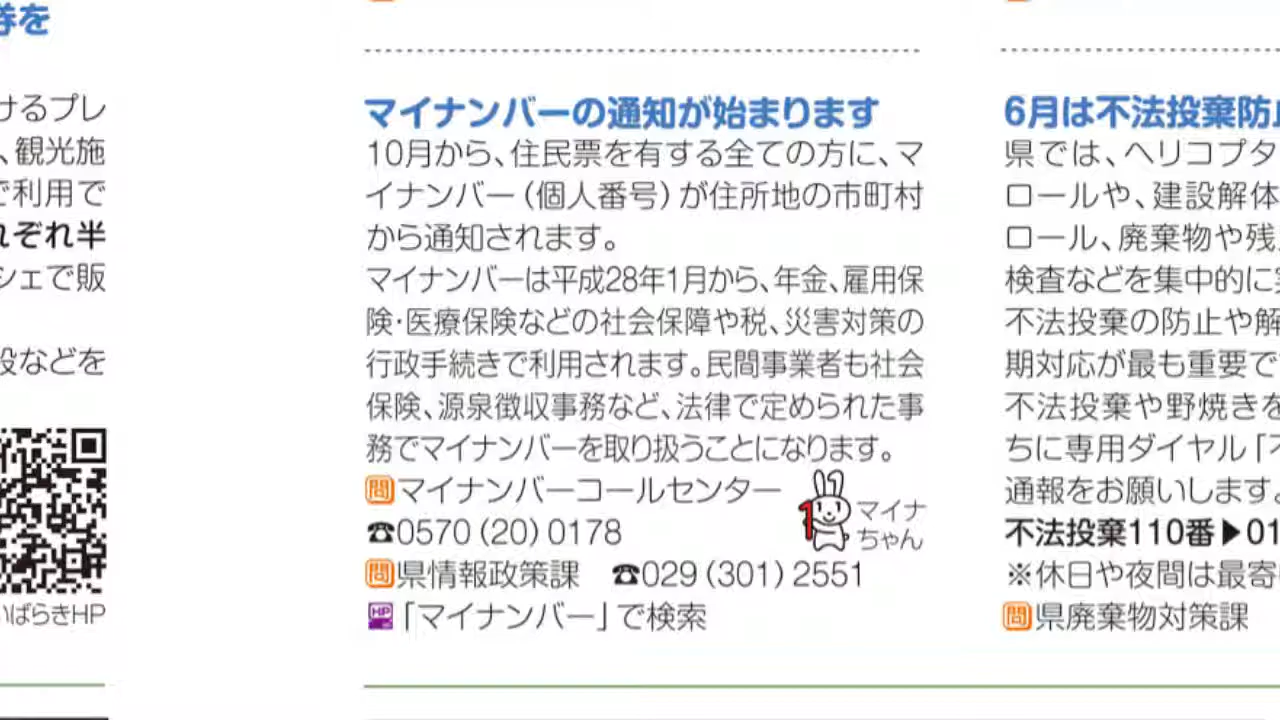 券を
けるプレ
、観光施
で利用で
れぞれ半
シェで販
設などを
いばらきHP
マイナンバーの通知が始まります
10月から、住民票を有する全ての方に、マ
イナンバー（個人番号）が住所地の市町村
から通知されます。
マイナンバーは平成28年1月から、年金、雇用保
険・医療保険などの社会保障や税、災害対策の
行政手続きで利用されます。民間事業者も社会
保険、源泉徴収事務など、法律で定められた事
務でマイナンバーを取り扱うことになります。
問マイナンバーコールセンター
☎0570（20）0178
マイナ
ちゃん
問県情報政策課 ☎029（301）2551
HP「マイナンバー」で検索
6月は不法投棄防止
県では、ヘリコプタ
ロールや、建設解体
ロール、廃棄物や残
検査などを集中的に実
不法投棄の防止や解
期対応が最も重要で
不法投棄や野焼きを
ちに専用ダイヤル「不
通報をお願いします。
不法投棄110番▶01
※休日や夜間は最寄
問県廃棄物対策課